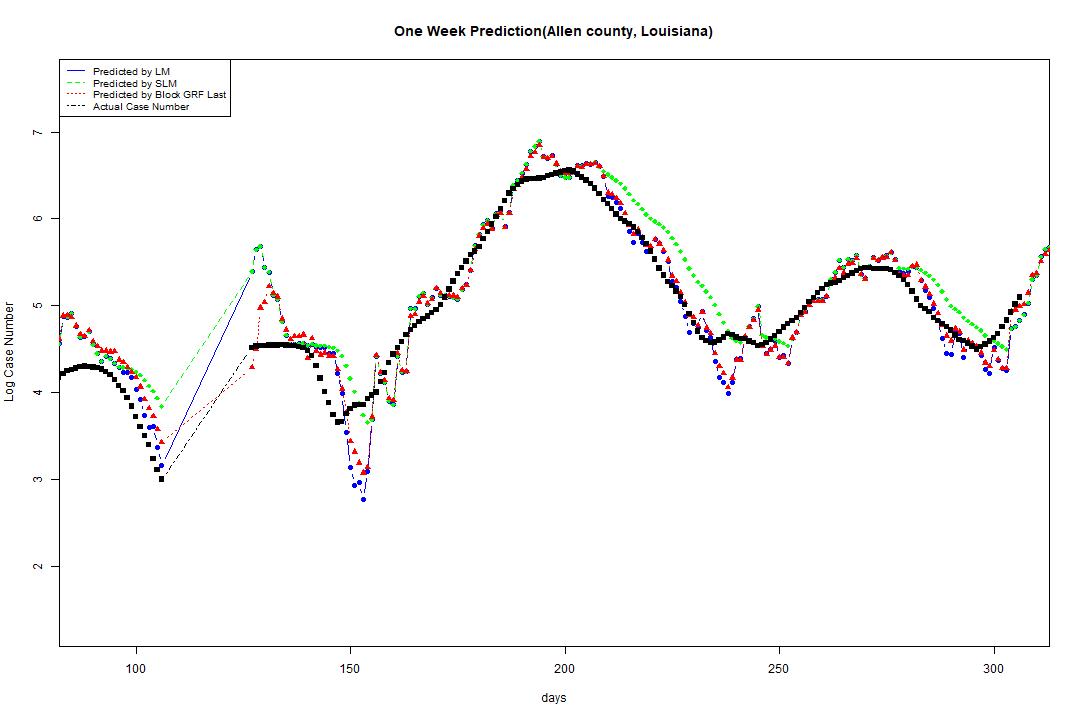 One Week Prediction(Allen county, Louisiana)
Predicted by LM
Predicted by SLM
Predicted by Block GRF Last
Actual Case Number
7
6
5
4
3
2
Log Case Number
100 150 200 250 300
days